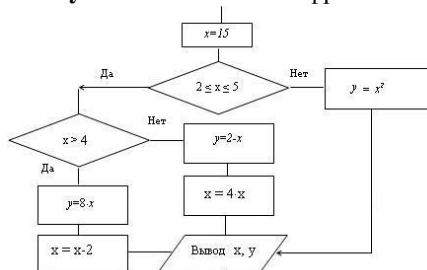 x=15
Да
2 ≤ x ≤ 5
Нет
y = x²
x > 4
Нет
y=2-x
Да
y=8·x
x = 4·x
x = x-2
Вывод x, y